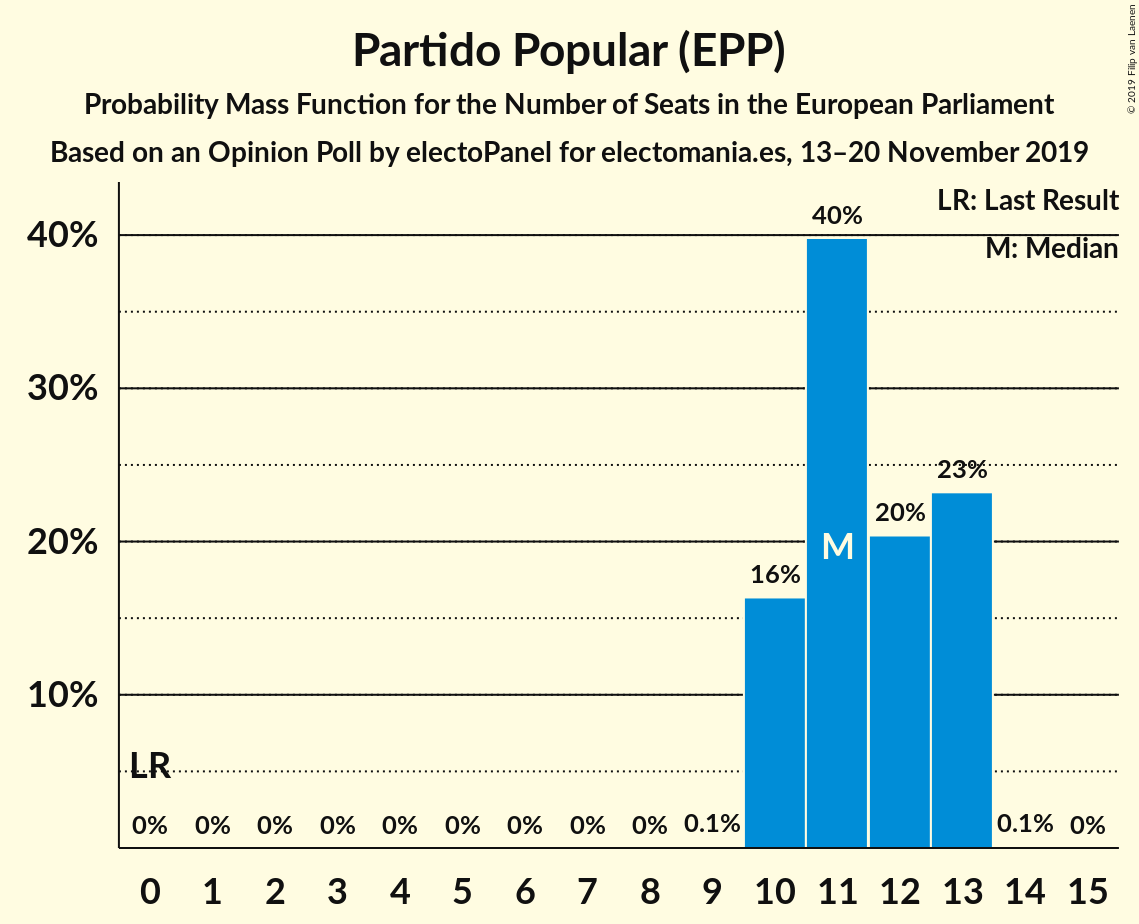 Partido Popular (EPP)
Probability Mass Function for the Number of Seats in the European Parliament
Based on an Opinion Poll by electoPanel for electomania.es, 13–20 November 2019
© 2019 Filip van Laenen
LR: Last Result
M: Median
40%
30%
20%
10%
40%
23%
20%
16%
M
LR
0% 0% 0% 0% 0% 0% 0% 0% 0% 0.1% 0.1% 0%
0 1 2 3 4 5 6 7 8 9 10 11 12 13 14 15